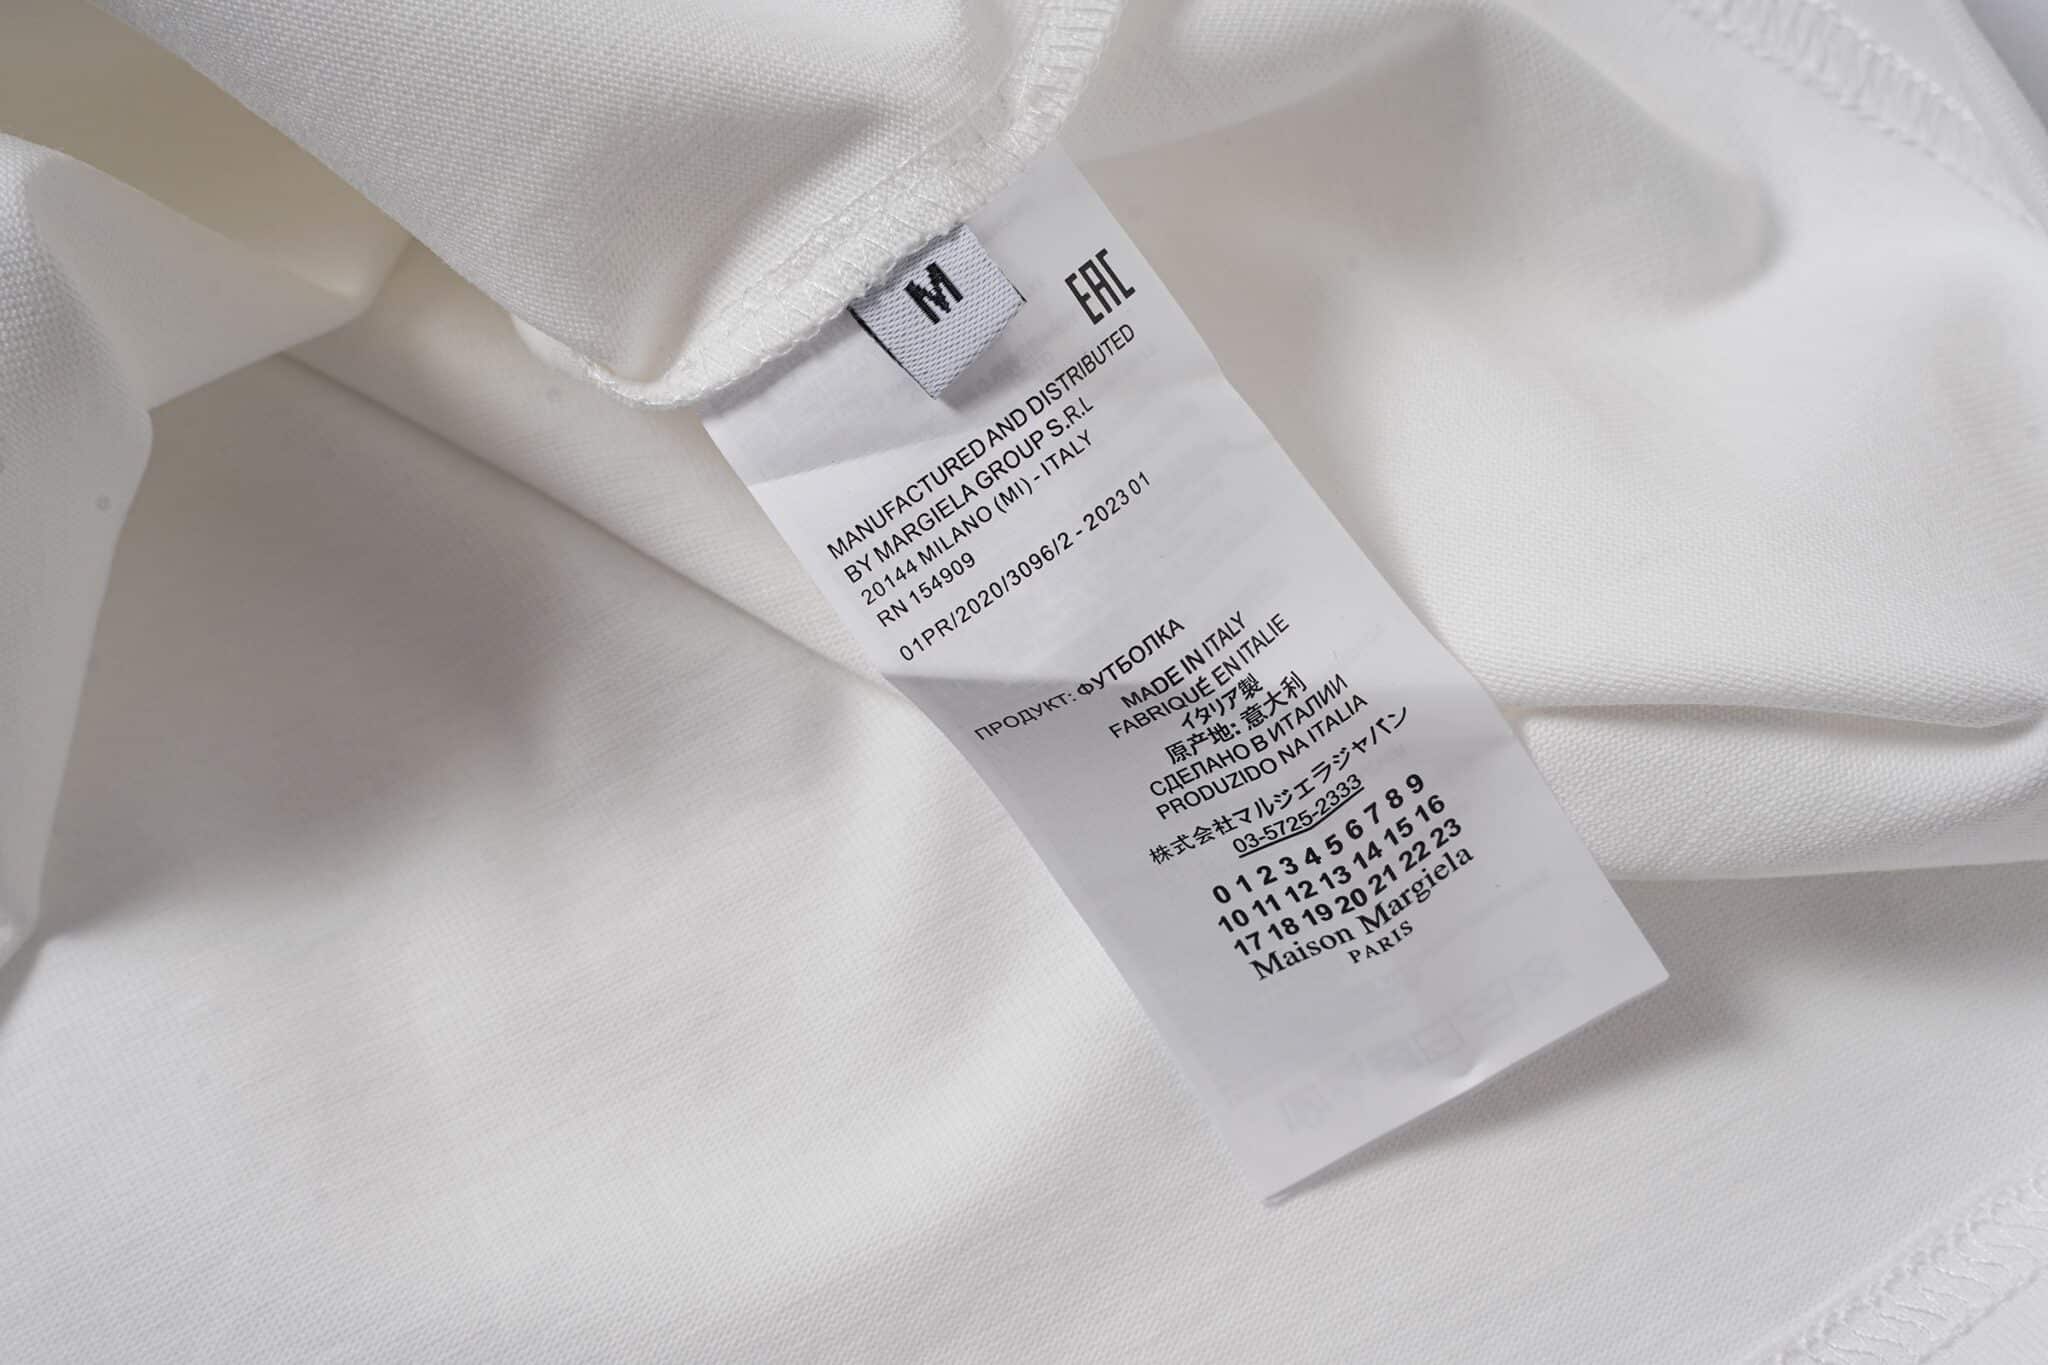 M
EAC
MANUFACTURED AND DISTRIBUTED
BY MARGIELA GROUP S.R.L
20144 MILANO (MI) - ITALY
RN 154909
01PR/2020/3096/2 - 2023 01
ПРОДУКТ: ФУТБОЛКА
MADE IN ITALY
FABRIQUÉ EN ITALIE
イタリア製
原产地: 意大利
СДЕЛАНО В ИТАЛИИ
PRODUZIDO NA ITALIA
株式会社マルジェラジャパン
03-5725-2333
0 1 2 3 4 5 6 7 8 9
10 11 12 13 14 15 16
17 18 19 20 21 22 23
Maison Margiela
PARIS